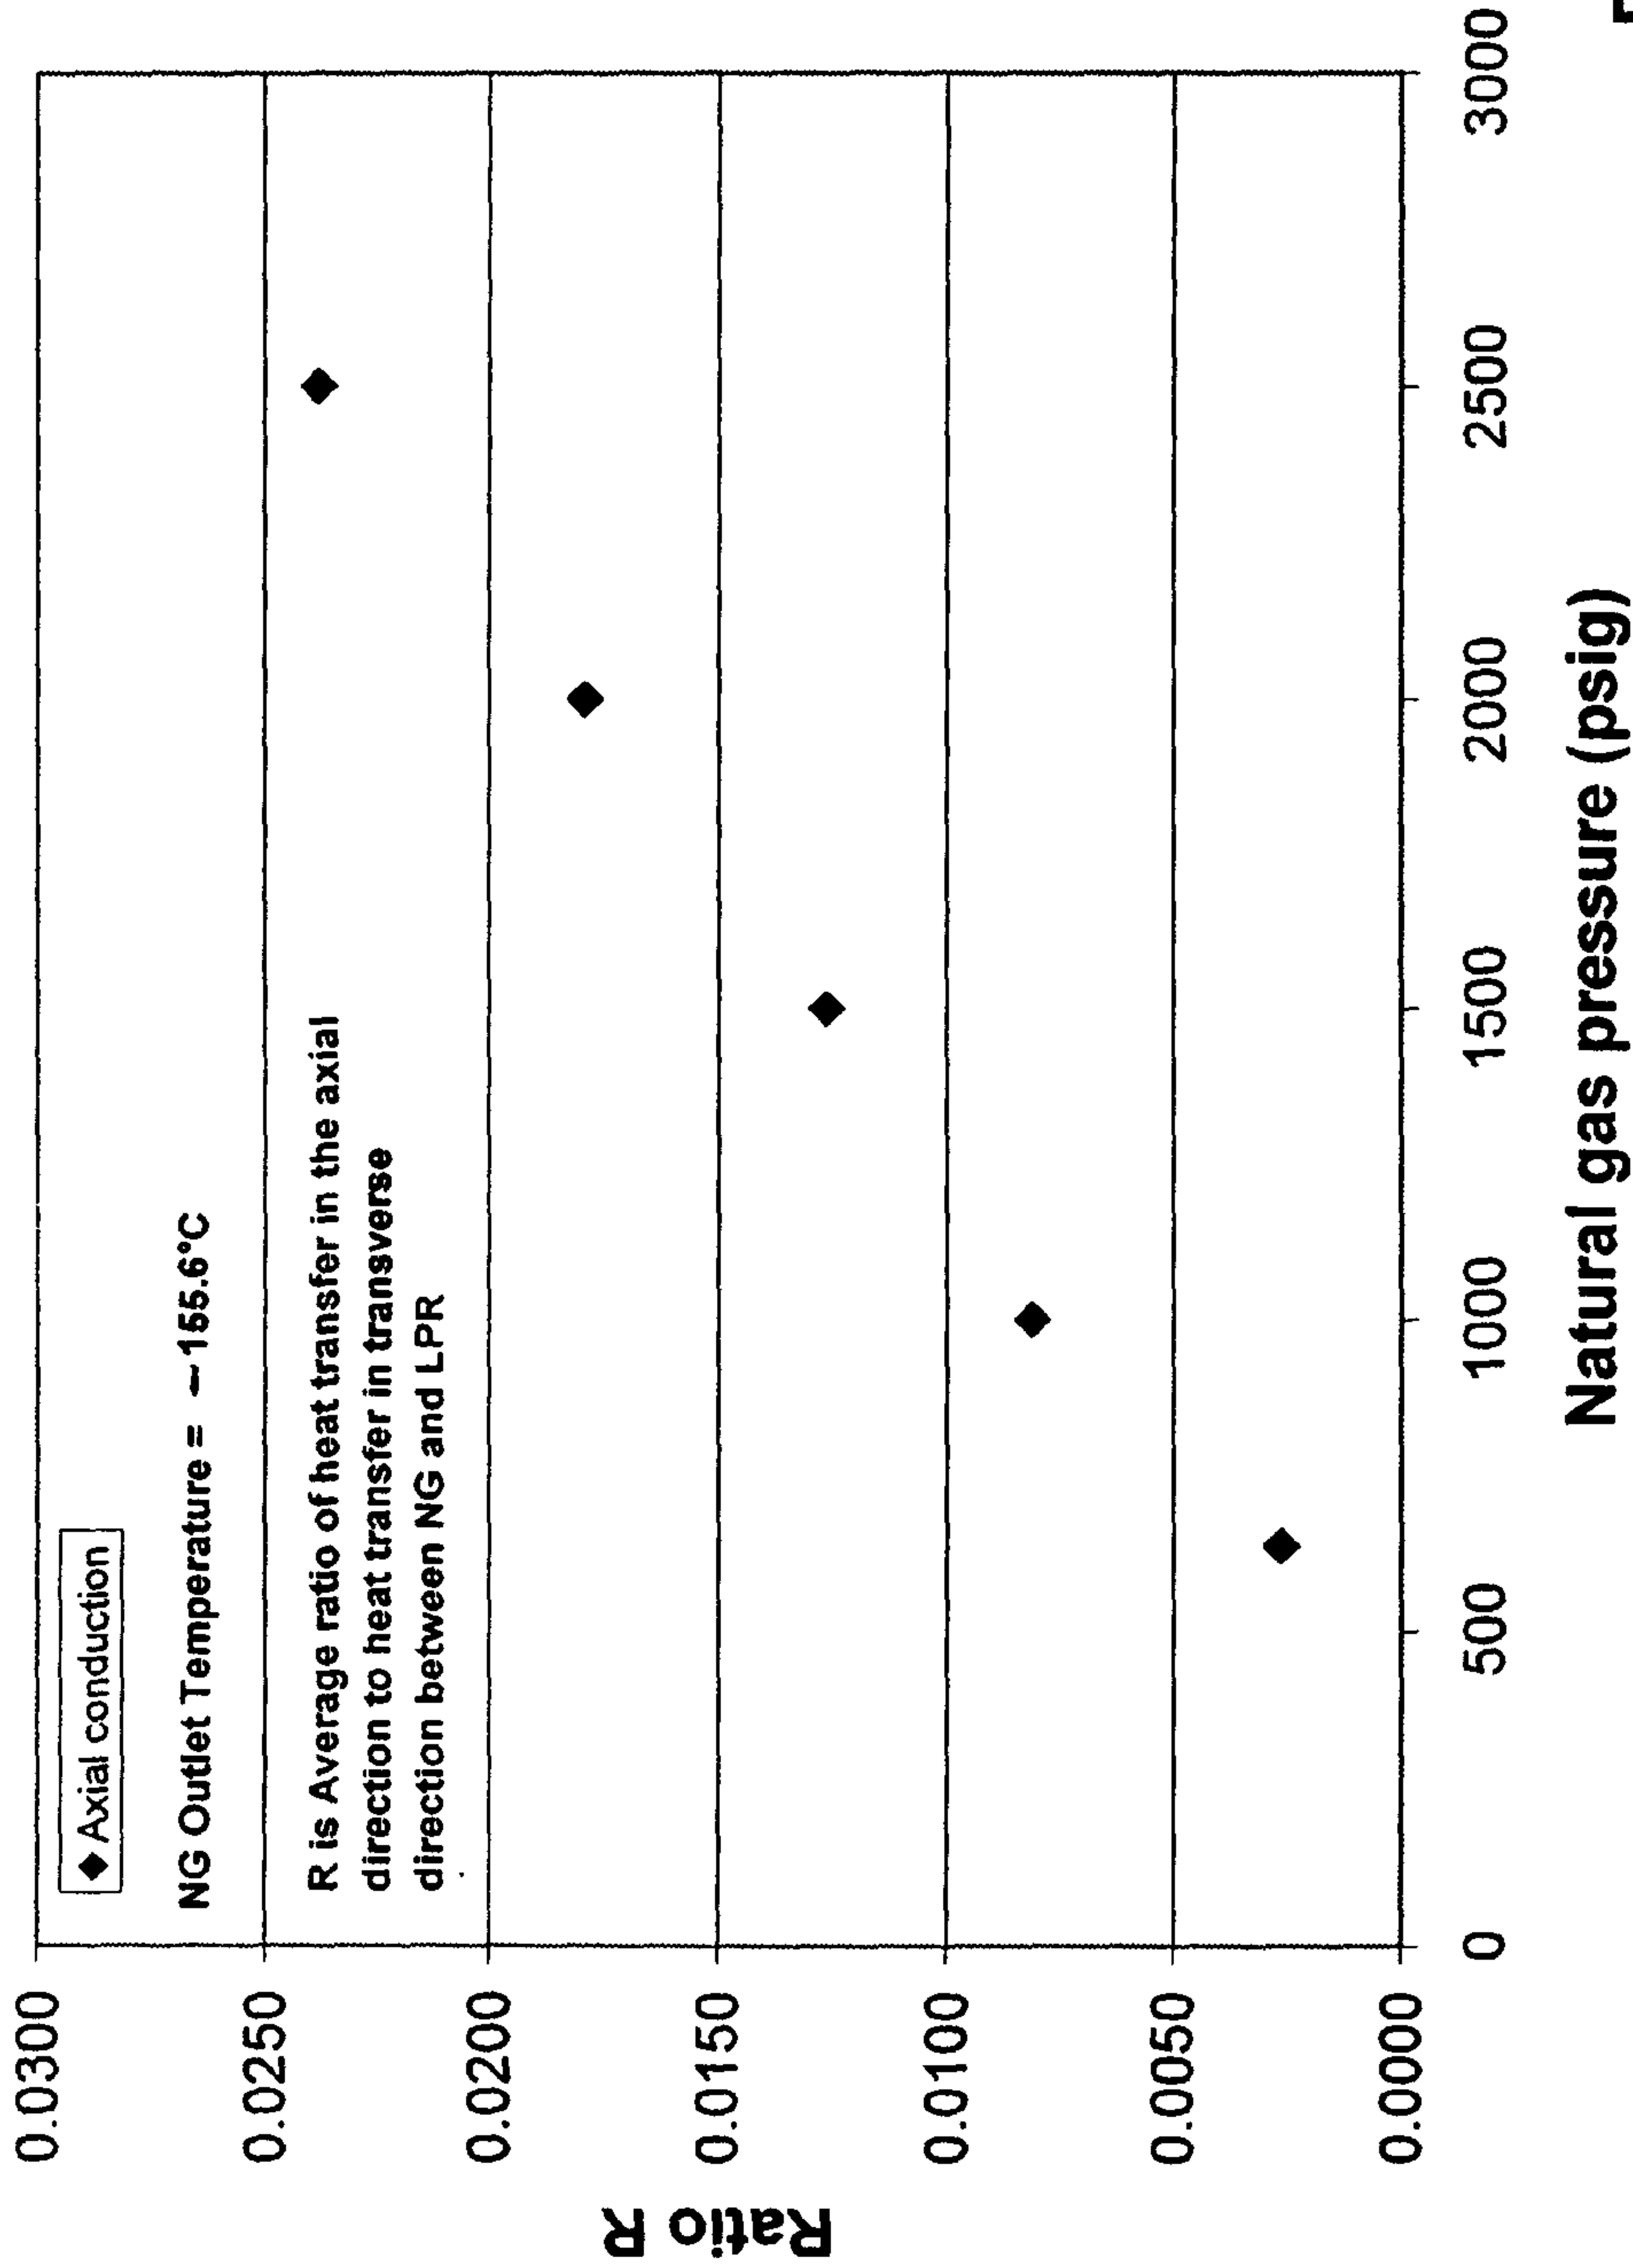 0.0300
0.0250
0.0200
0.0150
0.0100
0.0050
0.0000
Ratio R
Axial conduction
NG Outlet Temperature = −155.6°C
R is Average ratio of heat transfer in the axial
direction to heat transfer in transverse
direction between NG and LPR
0 500 1000 1500 2000 2500 3000
Natural gas pressure (psig)